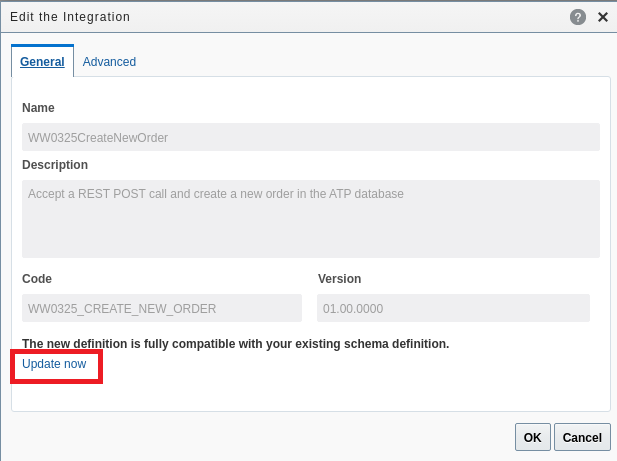 Edit the Integration
?
General Advanced
Name
WW0325CreateNewOrder
Description
Accept a REST POST call and create a new order in the ATP database
Code Version
WW0325_CREATE_NEW_ORDER 01.00.0000
The new definition is fully compatible with your existing schema definition.
Update now
OK Cancel